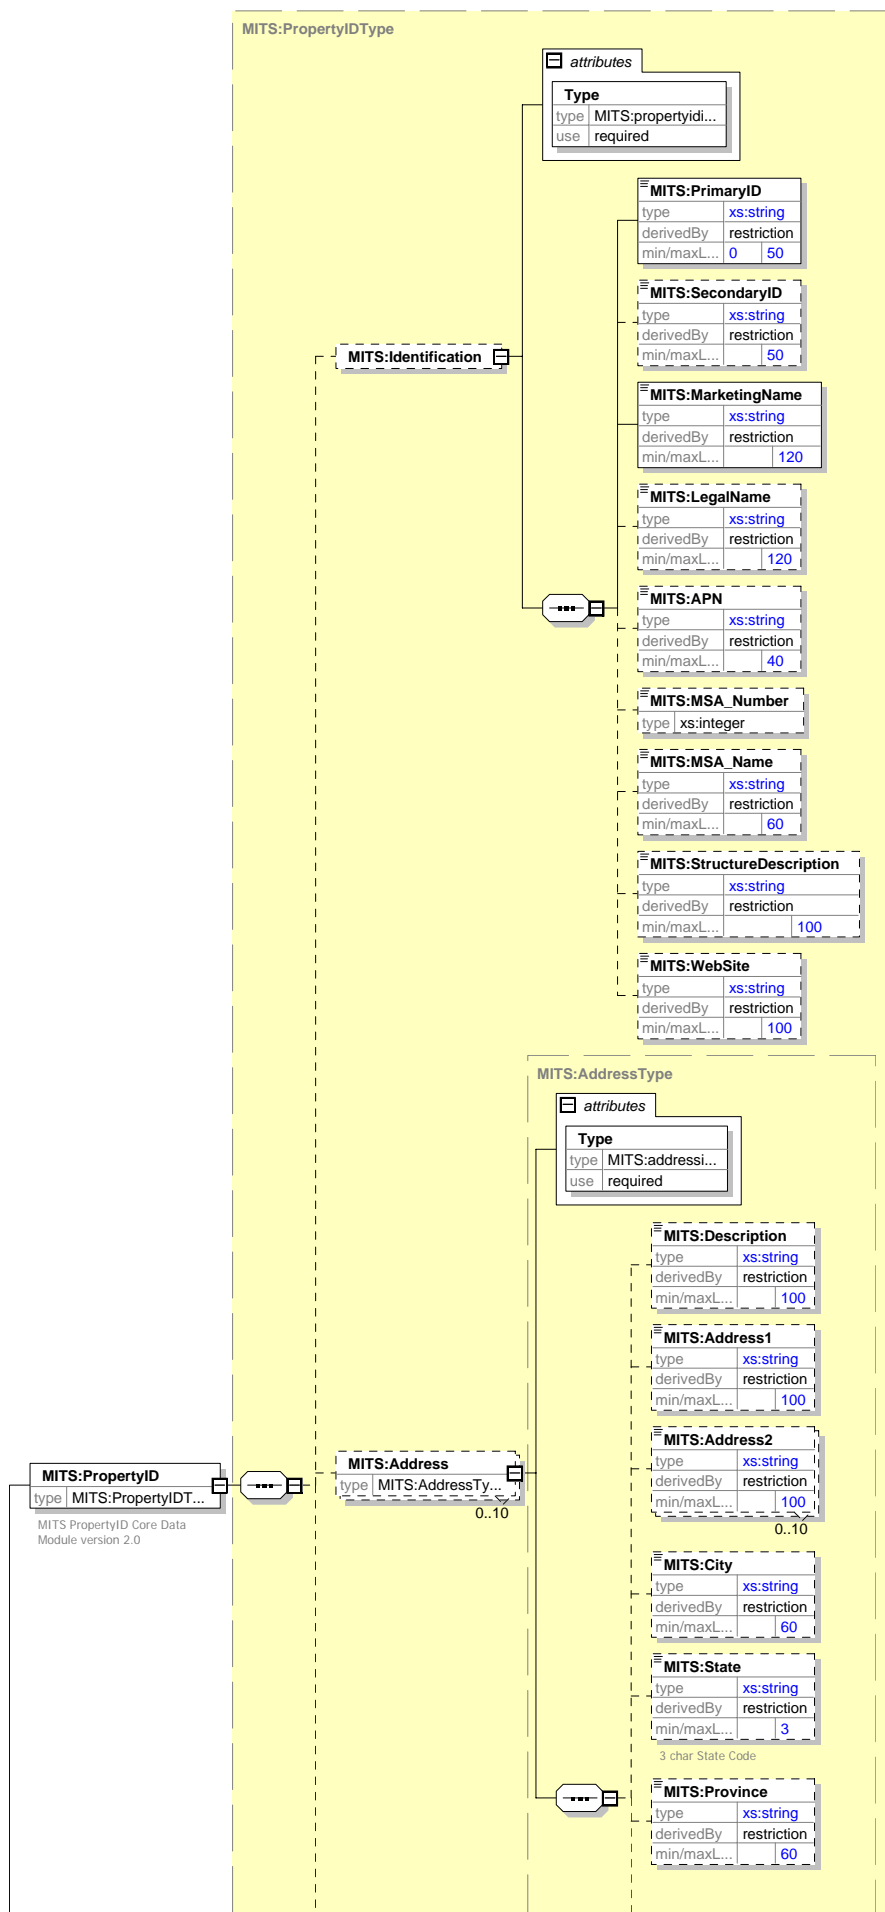 MITS:PropertyIDType
attributes
Type
type MITS:propertyidi...
use required
MITS:PrimaryID
type xs:string
derivedBy restriction
min/maxL... 0 50
MITS:SecondaryID
type xs:string
derivedBy restriction
min/maxL... 50
MITS:Identification
MITS:MarketingName
type xs:string
derivedBy restriction
min/maxL... 120
MITS:LegalName
type xs:string
derivedBy restriction
min/maxL... 120
MITS:APN
type xs:string
derivedBy restriction
min/maxL... 40
MITS:MSA_Number
type xs:integer
MITS:MSA_Name
type xs:string
derivedBy restriction
min/maxL... 60
MITS:StructureDescription
type xs:string
derivedBy restriction
min/maxL... 100
MITS:WebSite
type xs:string
derivedBy restriction
min/maxL... 100
MITS:AddressType
attributes
Type
type MITS:addressi...
use required
MITS:Description
type xs:string
derivedBy restriction
min/maxL... 100
MITS:Address1
type xs:string
derivedBy restriction
min/maxL... 100
MITS:PropertyID
type MITS:PropertyIDT...
MITS PropertyID Core Data
Module version 2.0
MITS:Address
type MITS:AddressTy...
0..10
MITS:Address2
type xs:string
derivedBy restriction
min/maxL... 100
0..10
MITS:City
type xs:string
derivedBy restriction
min/maxL... 60
MITS:State
type xs:string
derivedBy restriction
min/maxL... 3
3 char State Code
MITS:Province
type xs:string
derivedBy restriction
min/maxL... 60